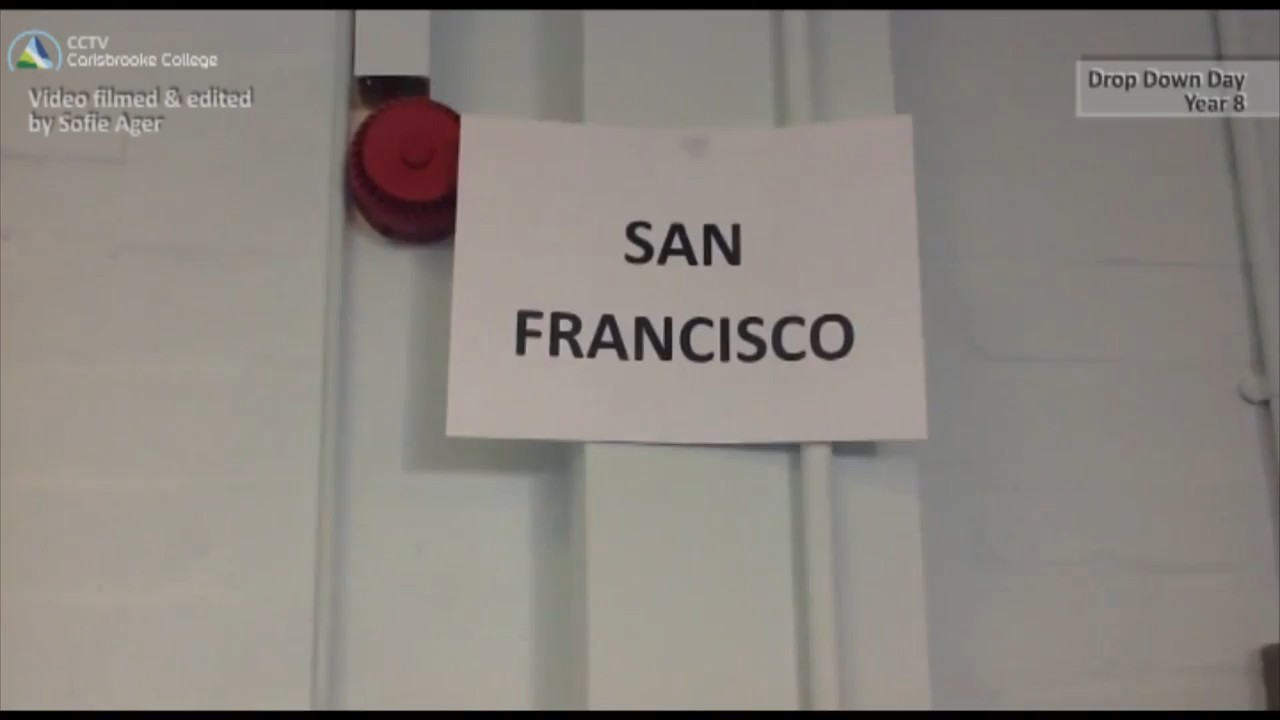 CCTV
Carisbrooke College
Video filmed & edited
by Sofie Ager
Drop Down Day
Year 8
SAN
FRANCISCO